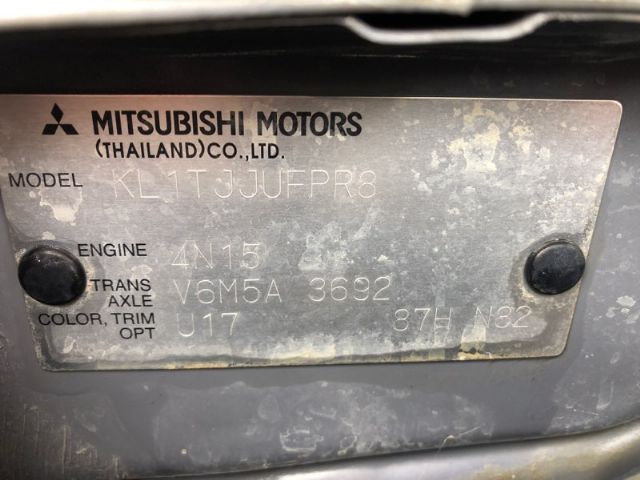 MITSUBISHI MOTORS
(THAILAND)CO.,LTD.
MODEL KL1TJJUFPR8
ENGINE 4N15
TRANS AXLE V6M5A 3692
COLOR, TRIM OPT U17 87H N82